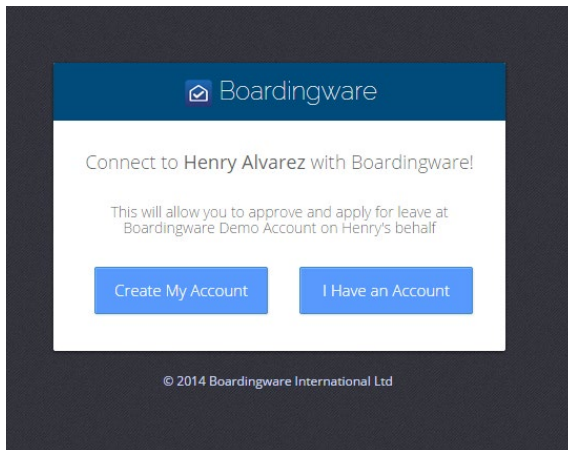 Boardingware
Connect to Henry Alvarez with Boardingware!
This will allow you to approve and apply for leave at
Boardingware Demo Account on Henry's behalf
Create My Account
I Have an Account
© 2014 Boardingware International Ltd